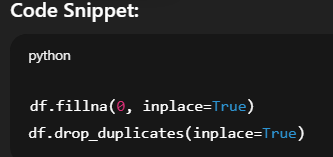 Code Snippet:
python
df.fillna(0, inplace=True)
df.drop_duplicates(inplace=True)